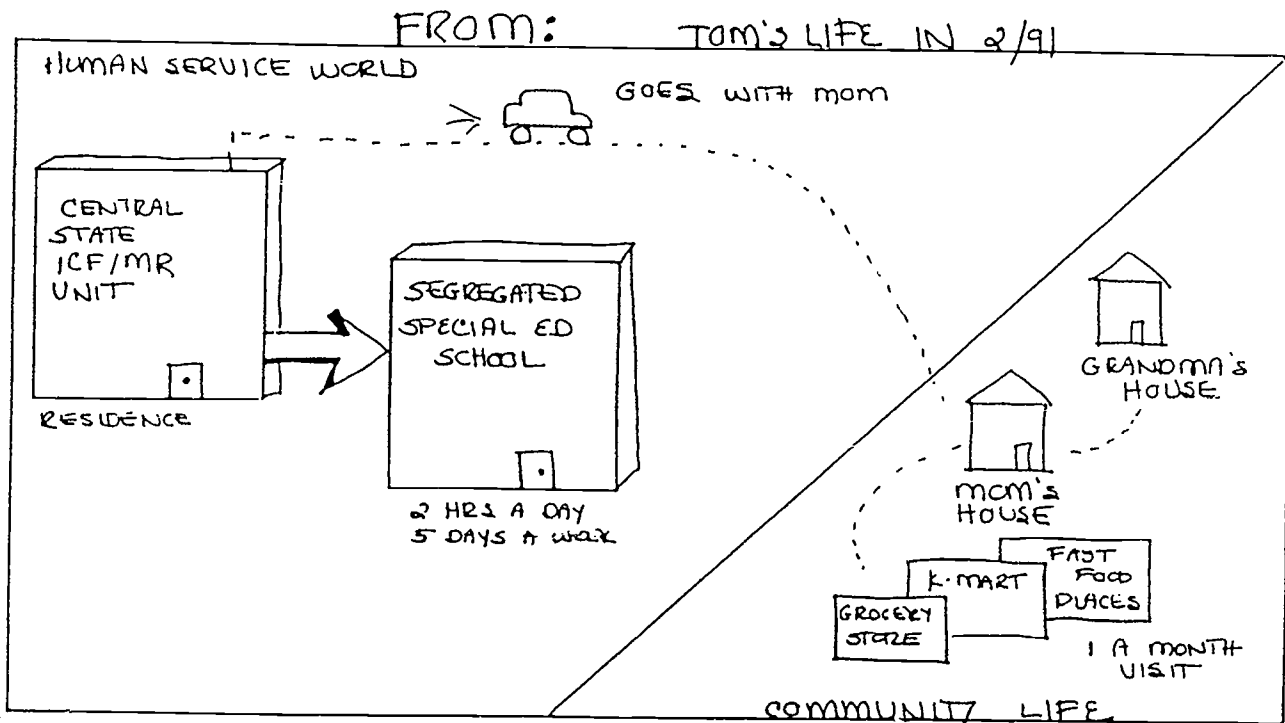 FROM: TOM'S LIFE IN 2/91
HUMAN SERVICE WORLD
GOES WITH MOM
CENTRAL
STATE
ICF/MR
UNIT
RESIDENCE
SEGREGATED
SPECIAL ED
SCHOOL
2 HRS A DAY
5 DAYS A WEEK
GRANDMA'S
HOUSE
MOM'S
HOUSE
FAST
FOOD
PLACES
K-MART
GROCERY
STORE
1 A MONTH
VISIT
COMMUNITY LIFE